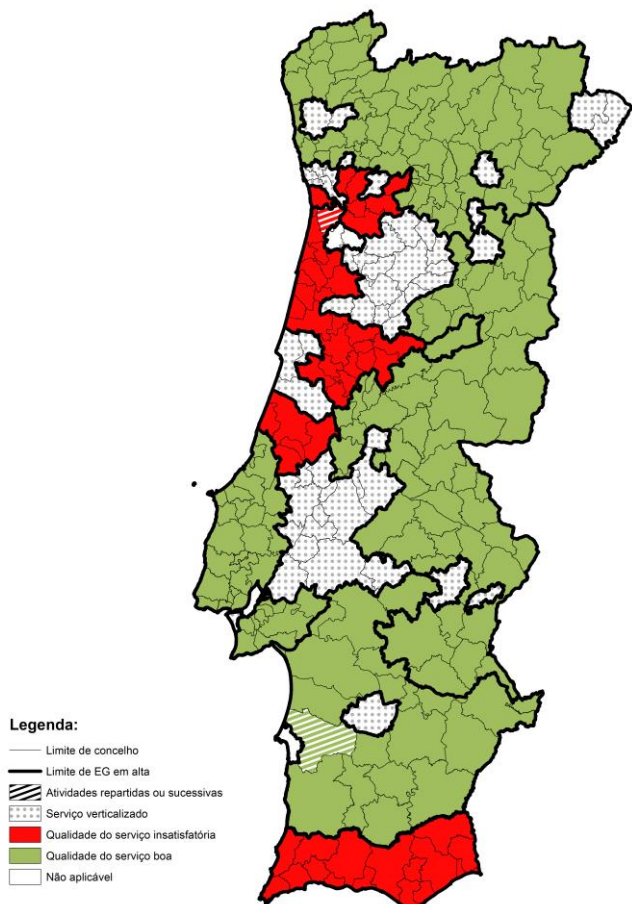 Legenda:
Limite de concelho
Limite de EG em alta
Atividades repartidas ou sucessivas
Serviço verticalizado
Qualidade do serviço insatisfatória
Qualidade do serviço boa
Não aplicável